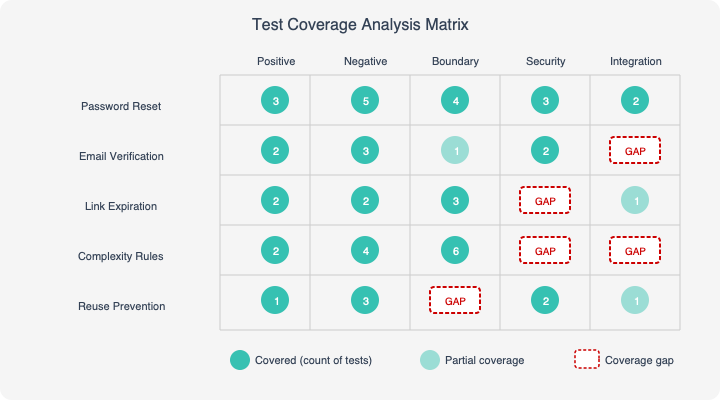 Test Coverage Analysis Matrix
Positive Negative Boundary Security Integration
Password Reset 3 5 4 3 2
Email Verification 2 3 1 2 GAP
Link Expiration 2 2 3 GAP 1
Complexity Rules 2 4 6 GAP GAP
Reuse Prevention 1 3 GAP 2 1
Covered (count of tests) Partial coverage Coverage gap